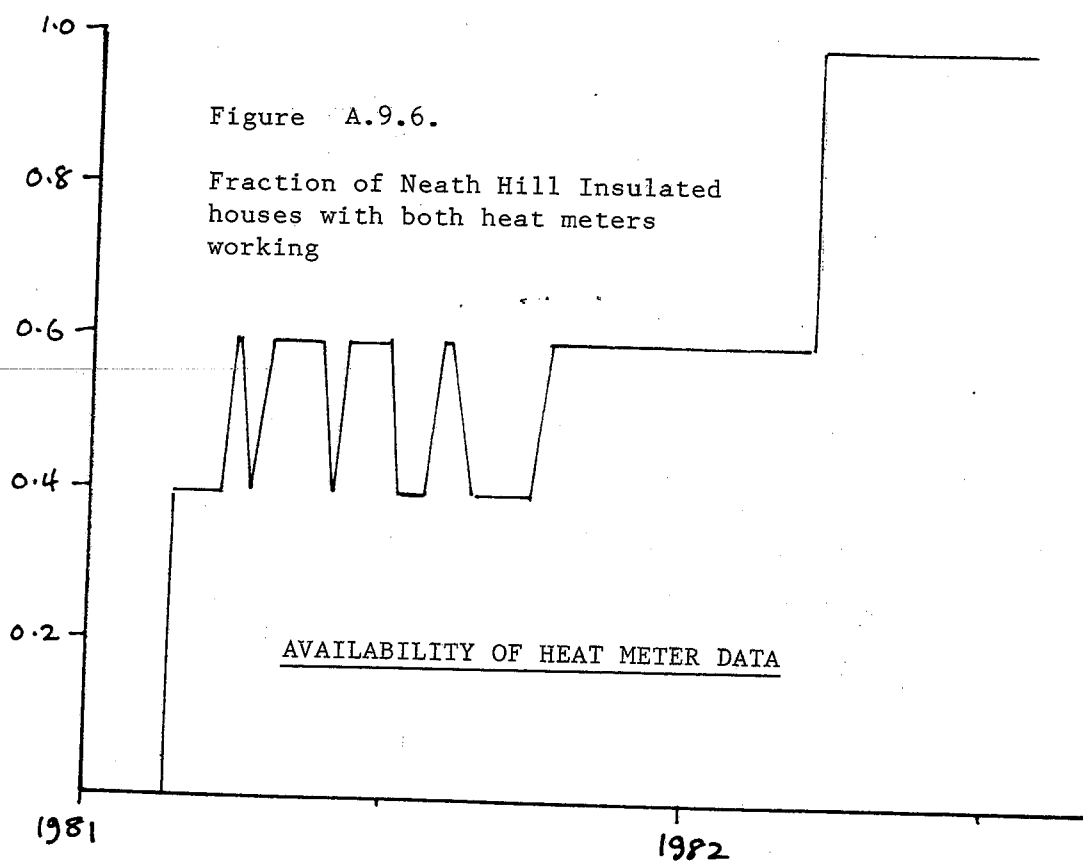 1.0
Figure A.9.6.
0.8
Fraction of Neath Hill Insulated
houses with both heat meters
working
0.6
0.4
0.2
AVAILABILITY OF HEAT METER DATA
1981
1982